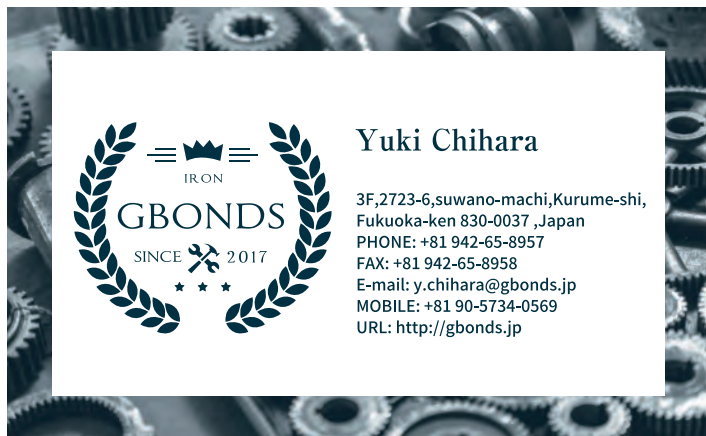 IRON
GBONDS
SINCE 2017
Yuki Chihara
3F,2723-6,suwano-machi,Kurume-shi,
Fukuoka-ken 830-0037 ,Japan
PHONE: +81 942-65-8957
FAX: +81 942-65-8958
E-mail: y.chihara@gbonds.jp
MOBILE: +81 90-5734-0569
URL: http://gbonds.jp